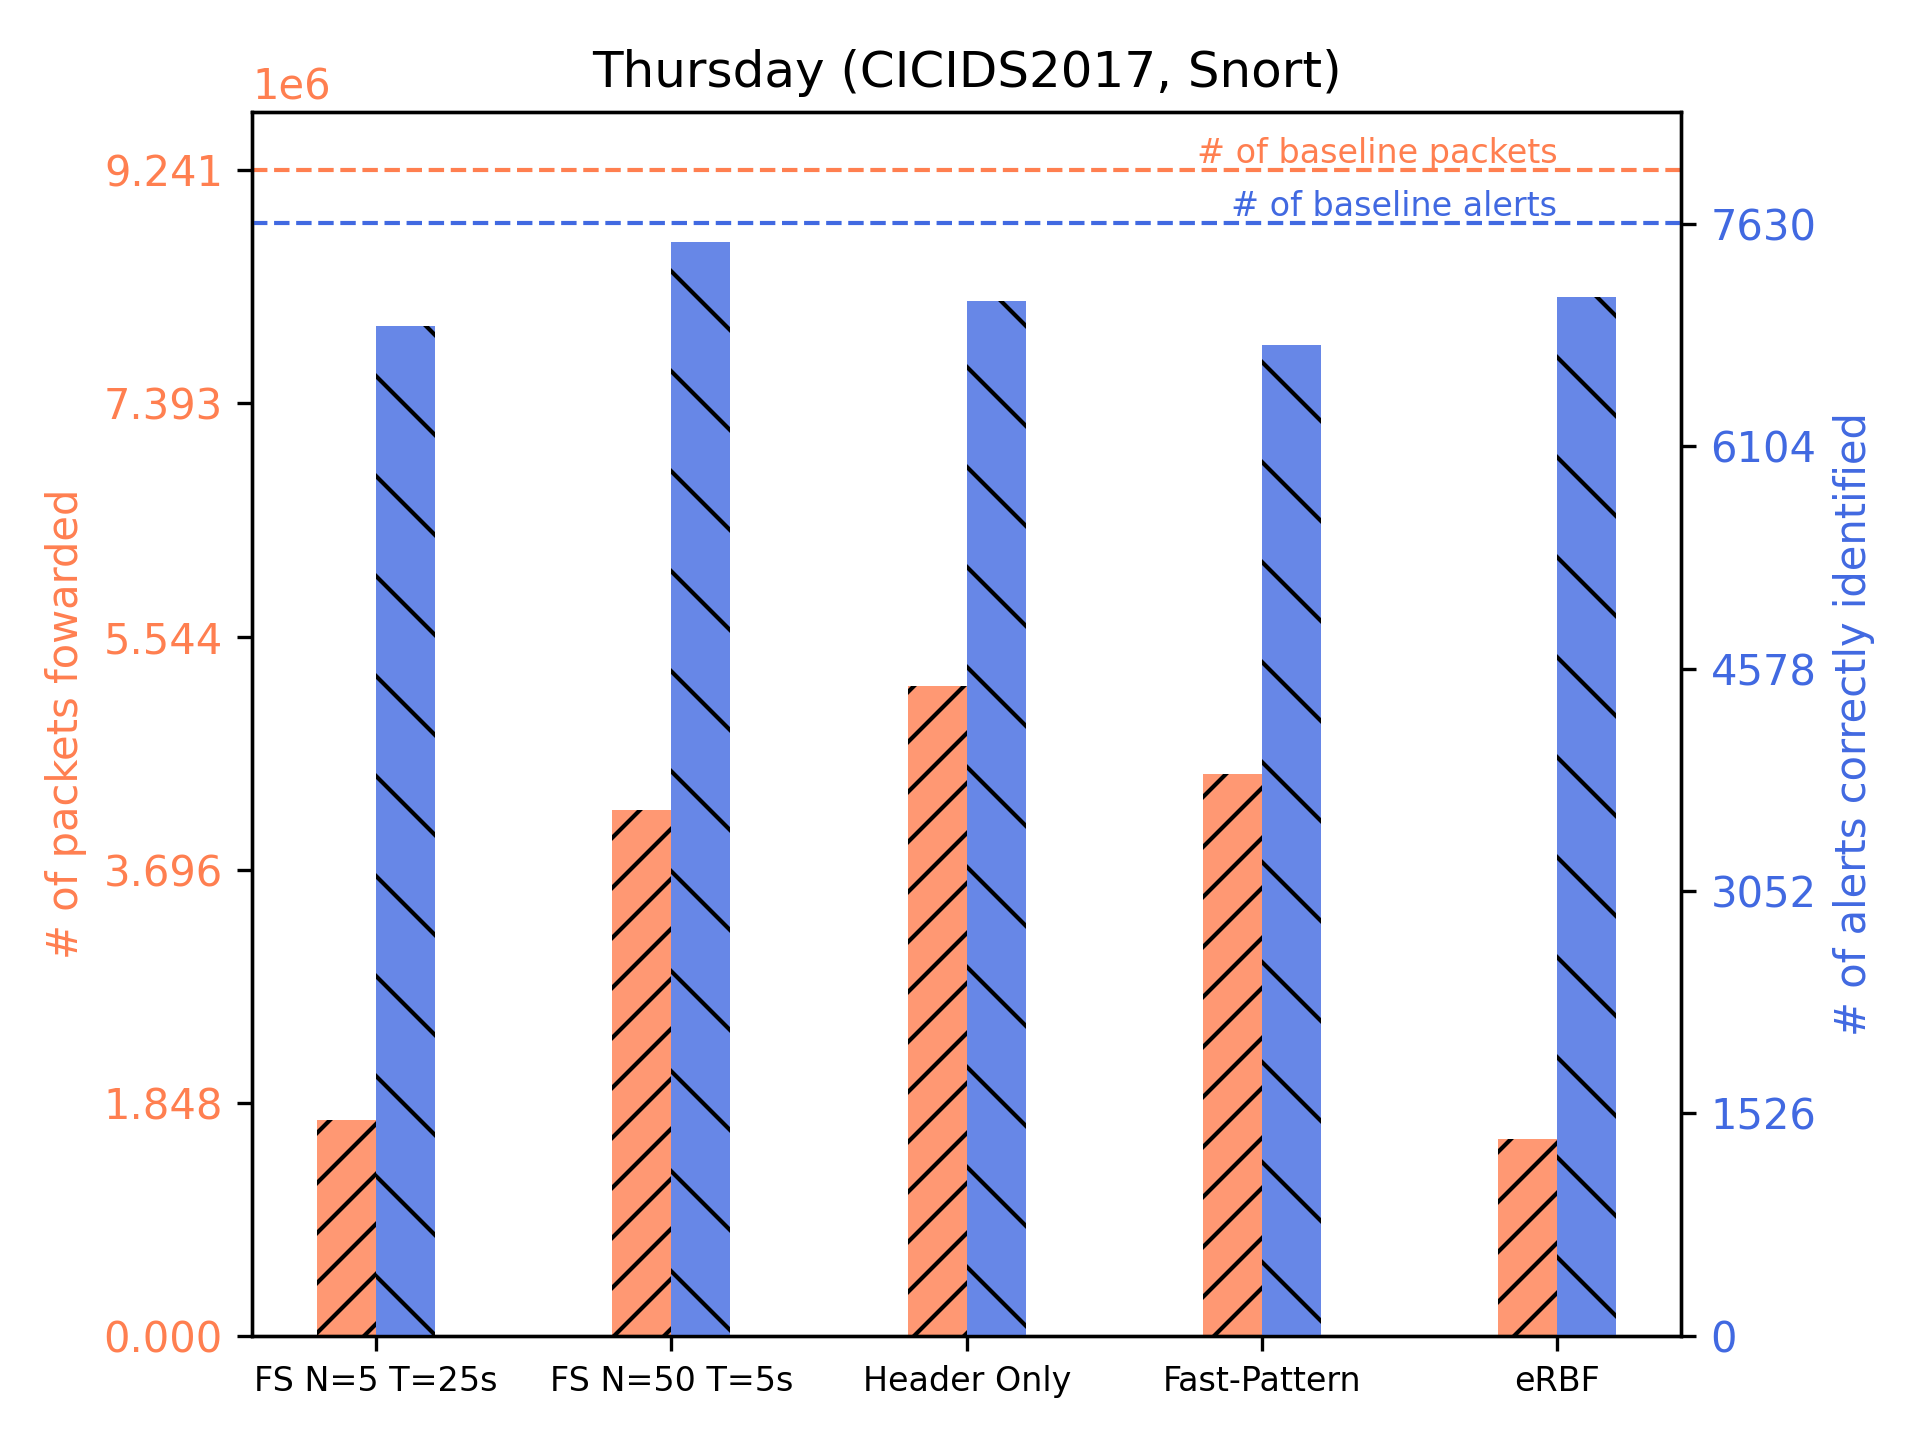 Thursday (CICIDS2017, Snort)
1e6
# of baseline packets
# of baseline alerts
9.241
7.393
5.544
3.696
1.848
0.000
# of packets fowarded
7630
6104
4578
3052
1526
0
# of alerts correctly identified
FS N=5 T=25s
FS N=50 T=5s
Header Only
Fast-Pattern
eRBF